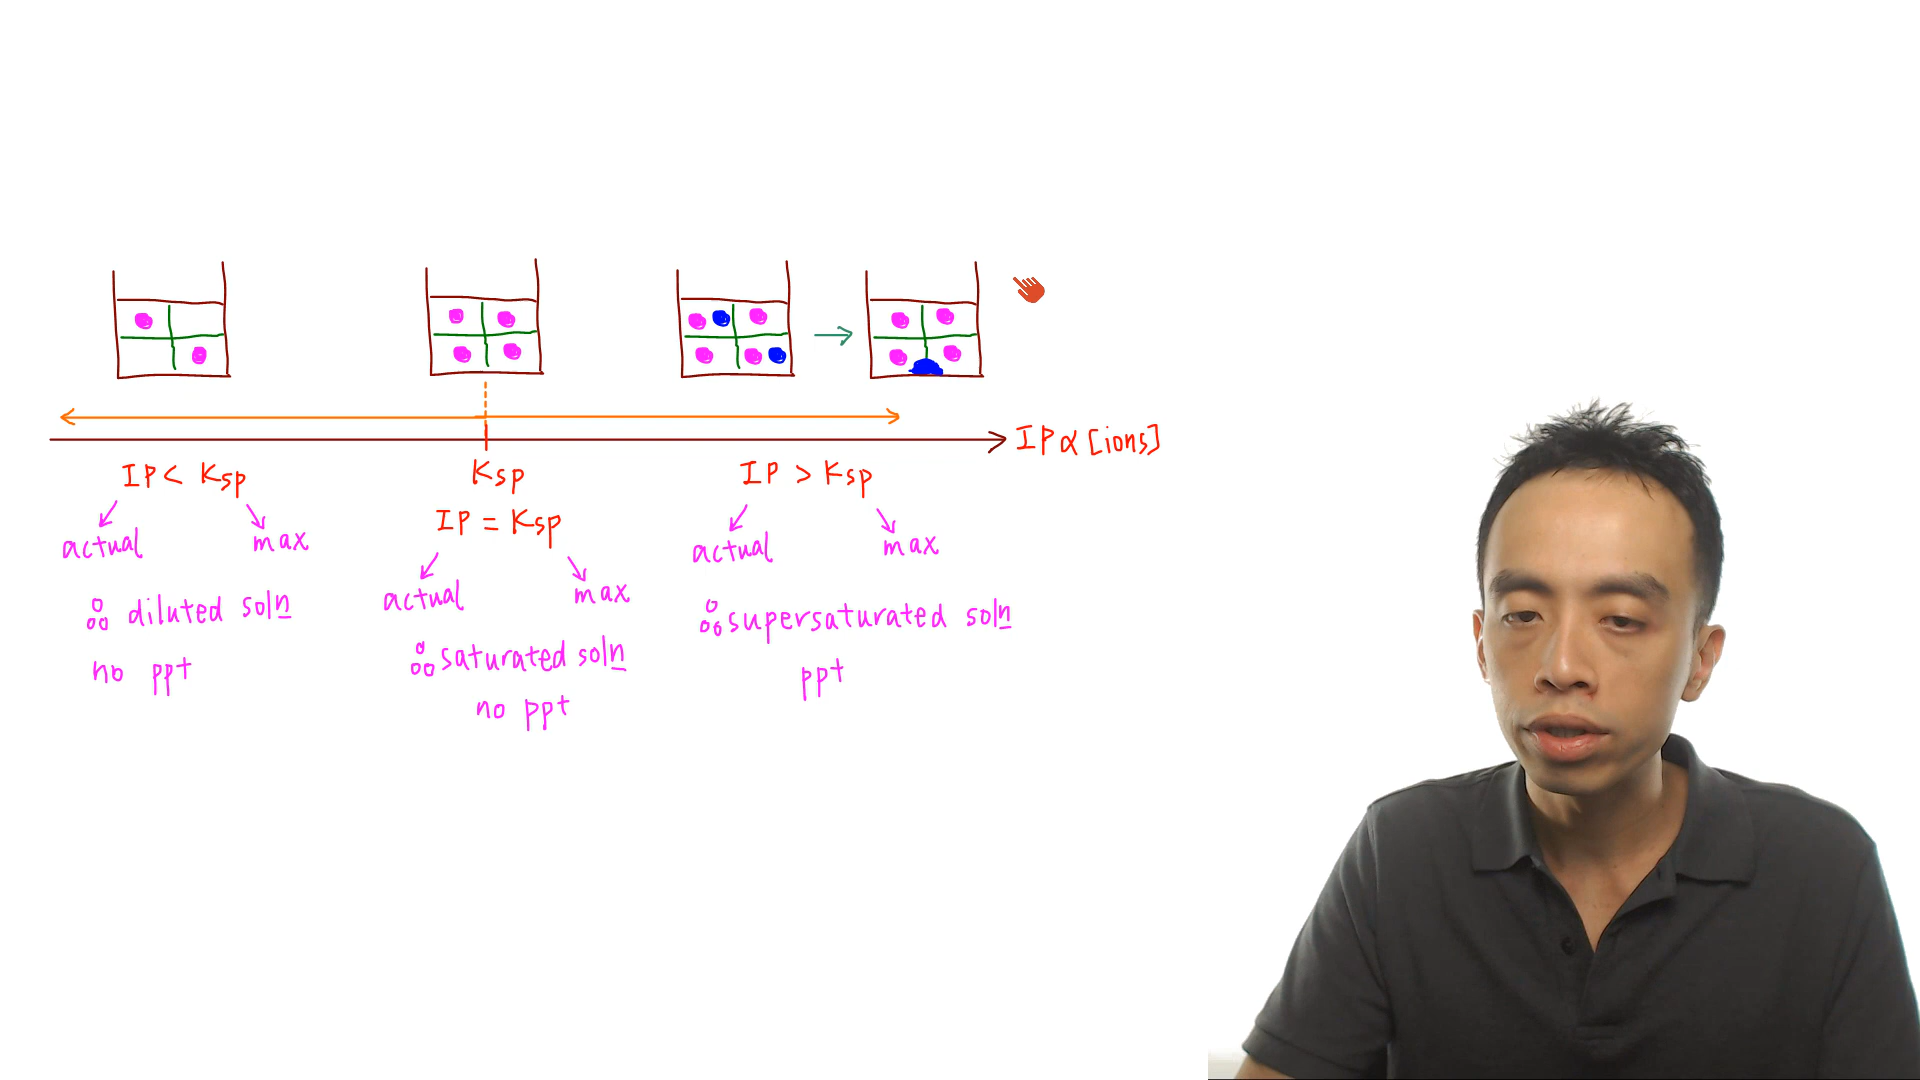 IP ∝ [ions]
IP < Ksp
actual max
∴ diluted soln
no ppt
Ksp
IP = Ksp
actual max
∴ saturated soln
no ppt
IP > Ksp
actual max
∴ supersaturated soln
ppt